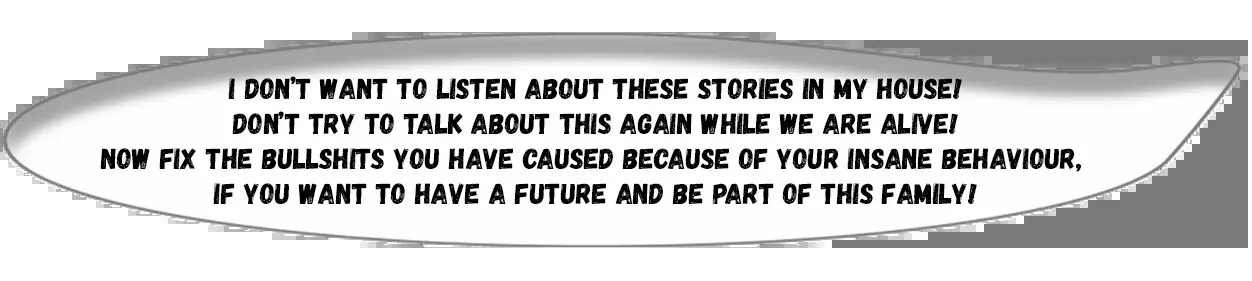 I DON'T WANT TO LISTEN ABOUT THESE STORIES IN MY HOUSE!
DON'T TRY TO TALK ABOUT THIS AGAIN WHILE WE ARE ALIVE!
NOW FIX THE BULLSHITS YOU HAVE CAUSED BECAUSE OF YOUR INSANE BEHAVIOUR,
IF YOU WANT TO HAVE A FUTURE AND BE PART OF THIS FAMILY!